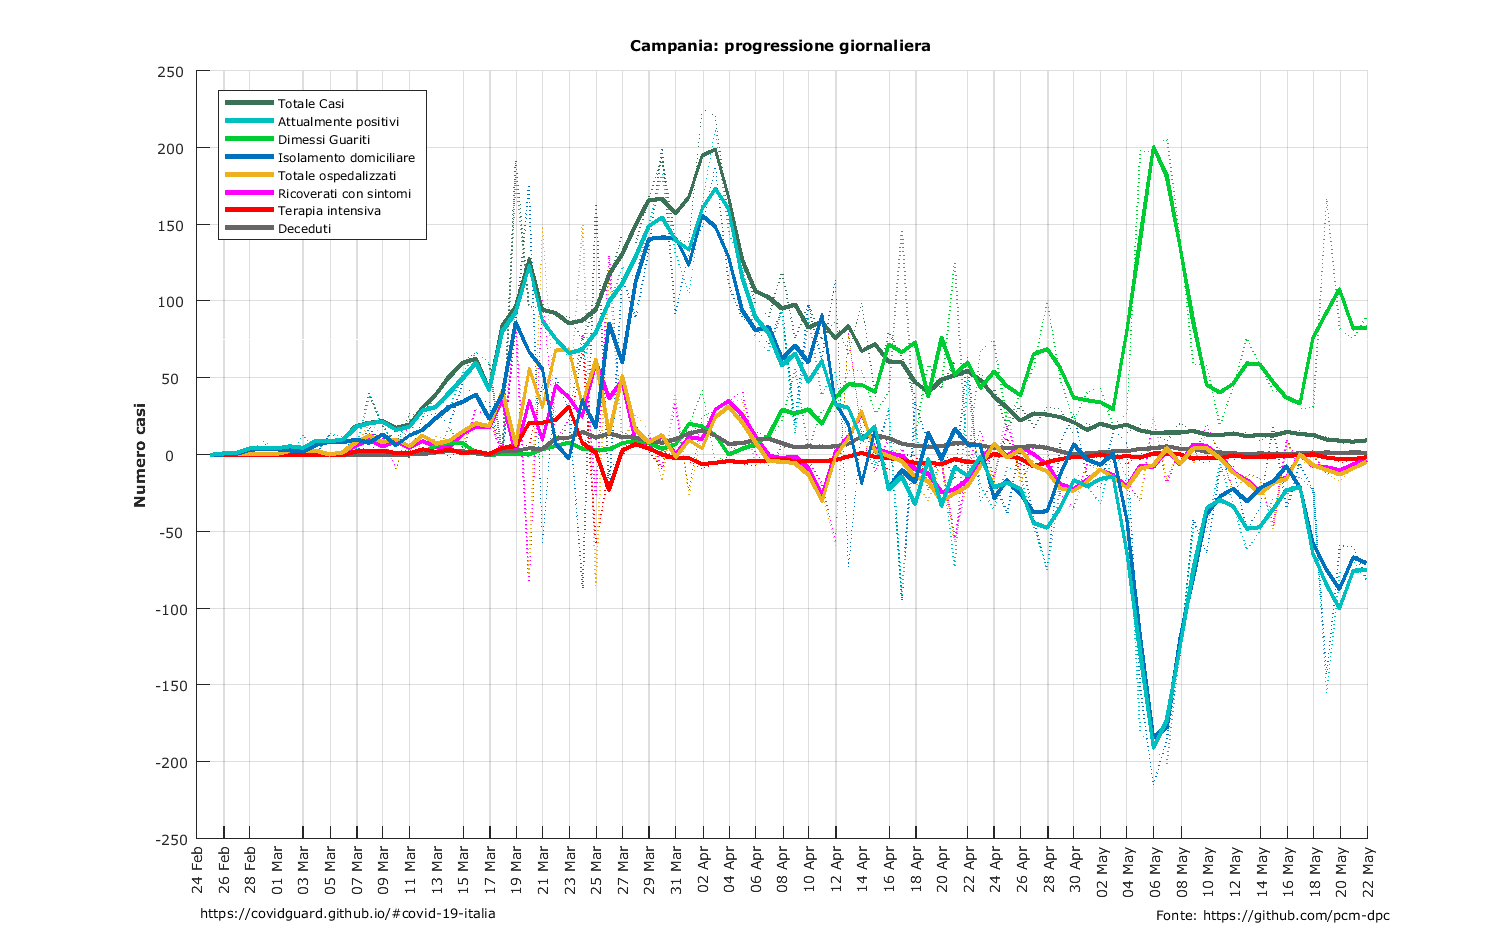 Campania: progressione giornaliera
250
200
150
100
50
0
-50
-100
-150
-200
-250
Numero casi
Totale Casi
Attualmente positivi
Dimessi Guariti
Isolamento domiciliare
Totale ospedalizzati
Ricoverati con sintomi
Terapia intensiva
Deceduti
24 Feb
26 Feb
28 Feb
01 Mar
03 Mar
05 Mar
07 Mar
09 Mar
11 Mar
13 Mar
15 Mar
17 Mar
19 Mar
21 Mar
23 Mar
25 Mar
27 Mar
29 Mar
31 Mar
02 Apr
04 Apr
06 Apr
08 Apr
10 Apr
12 Apr
14 Apr
16 Apr
18 Apr
20 Apr
22 Apr
24 Apr
26 Apr
28 Apr
30 Apr
02 May
04 May
06 May
08 May
10 May
12 May
14 May
16 May
18 May
20 May
22 May
https://covidguard.github.io/#covid-19-italia
Fonte: https://github.com/pcm-dpc